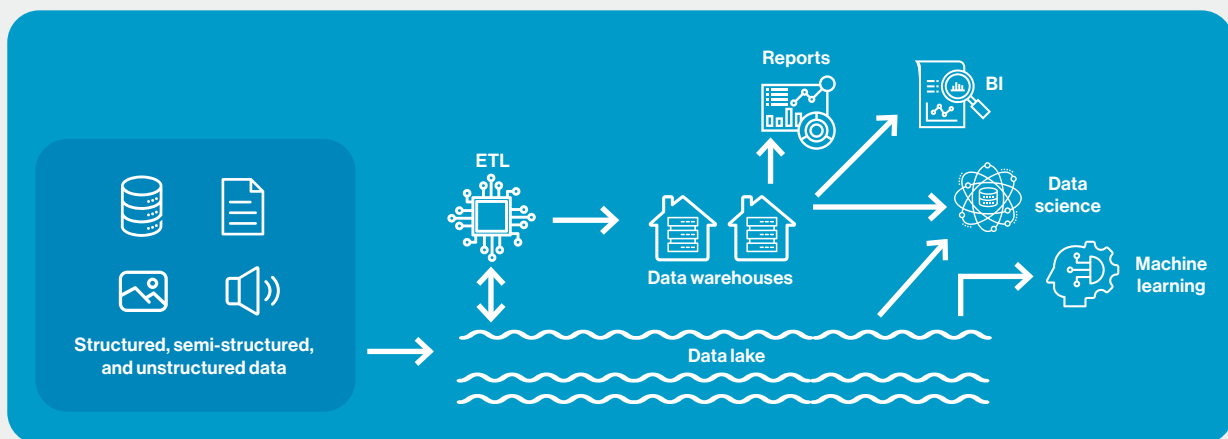 Reports
BI
ETL
Data
science
Data warehouses
Machine
learning
Structured, semi-structured,
and unstructured data
Data lake